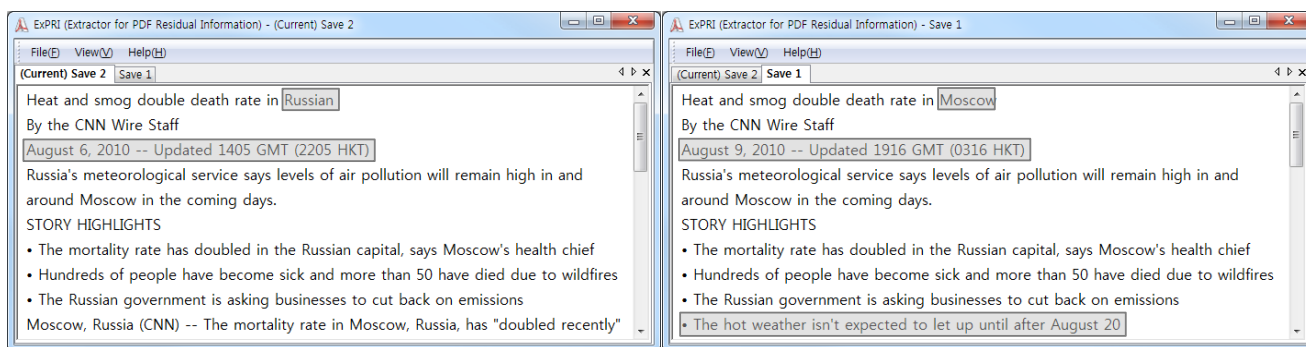 ExPRI (Extractor for PDF Residual Information) - (Current) Save 2
File(F) View(V) Help(H)
(Current) Save 2 Save 1
Heat and smog double death rate in Russian
By the CNN Wire Staff
August 6, 2010 -- Updated 1405 GMT (2205 HKT)
Russia's meteorological service says levels of air pollution will remain high in and
around Moscow in the coming days.
STORY HIGHLIGHTS
• The mortality rate has doubled in the Russian capital, says Moscow's health chief
• Hundreds of people have become sick and more than 50 have died due to wildfires
• The Russian government is asking businesses to cut back on emissions
Moscow, Russia (CNN) -- The mortality rate in Moscow, Russia, has "doubled recently"
ExPRI (Extractor for PDF Residual Information) - Save 1
File(F) View(V) Help(H)
(Current) Save 2 Save 1
Heat and smog double death rate in Moscow
By the CNN Wire Staff
August 9, 2010 -- Updated 1916 GMT (0316 HKT)
Russia's meteorological service says levels of air pollution will remain high in and
around Moscow in the coming days.
STORY HIGHLIGHTS
• The mortality rate has doubled in the Russian capital, says Moscow's health chief
• Hundreds of people have become sick and more than 50 have died due to wildfires
• The Russian government is asking businesses to cut back on emissions
• The hot weather isn't expected to let up until after August 20